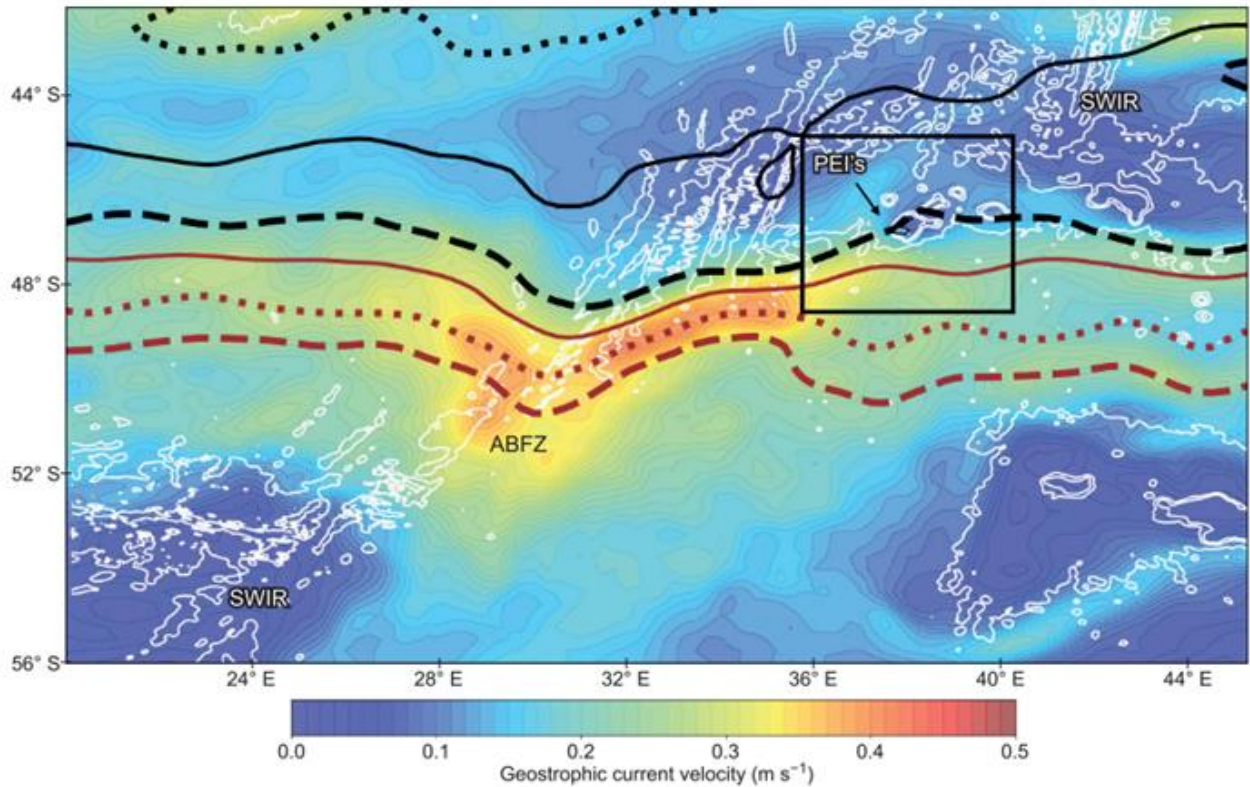 44° S
SWIR
PEI's
48° S
ABFZ
52° S
SWIR
56° S
24° E 28° E 32° E 36° E 40° E 44° E
0.0 0.1 0.2 0.3 0.4 0.5
Geostrophic current velocity (m s⁻¹)